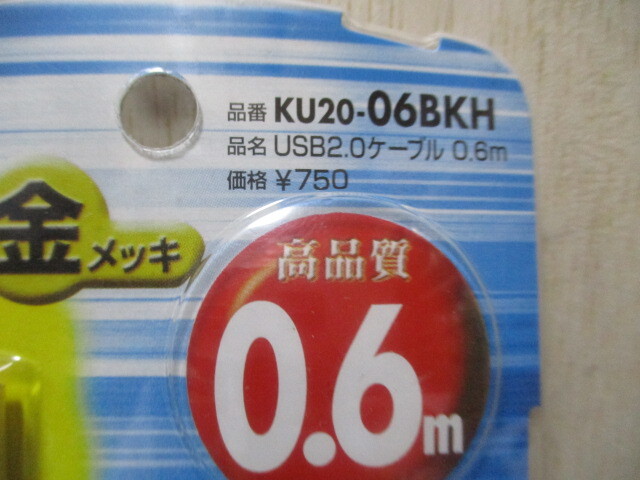 品番 KU20-06BKH
品名 USB2.0ケーブル 0.6m
価格 ¥750
金メッキ
高品質
0.6m